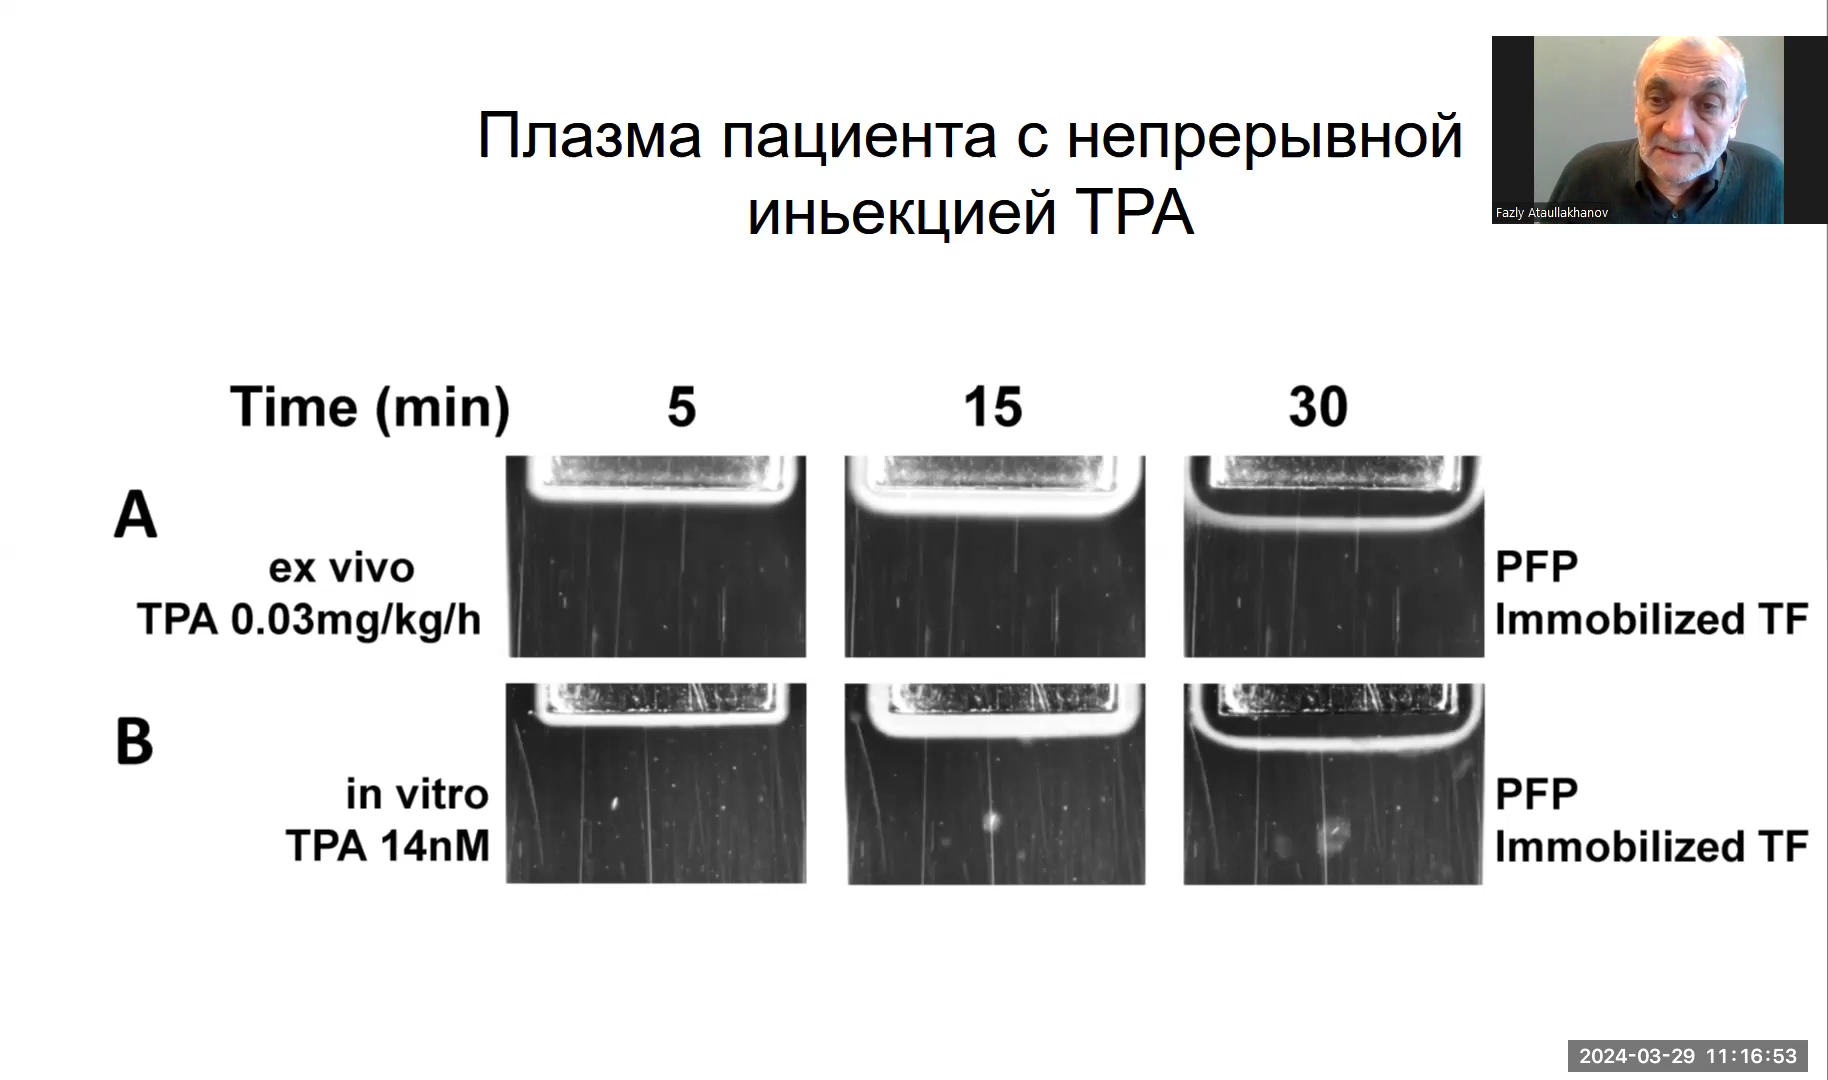 Плазма пациента с непрерывной
иньекцией TPA
Fazly Ataullakhanov
Time (min) 5 15 30
A
ex vivo
TPA 0.03mg/kg/h
PFP
Immobilized TF
B
in vitro
TPA 14nM
PFP
Immobilized TF
2024-03-29 11:16:53